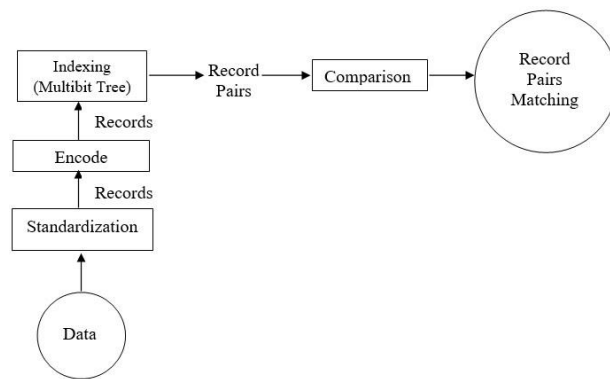 Indexing
(Multibit Tree)
Record
Pairs
Comparison
Record
Pairs
Matching
Records
Encode
Records
Standardization
Data